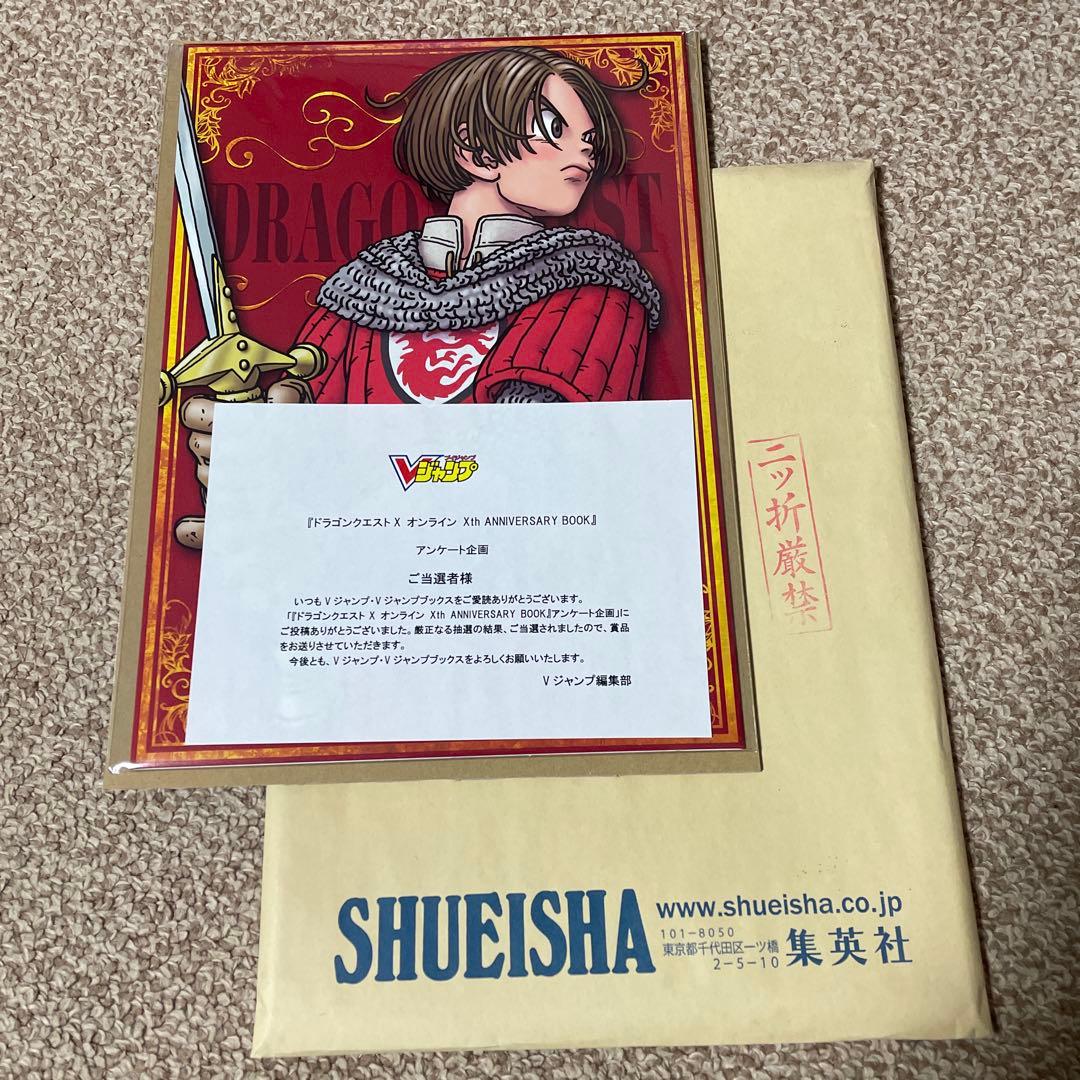 DRAGO ST
ブイジャンプ
Vジャンプ
『ドラゴンクエストX オンライン Xth ANNIVERSARY BOOK』
アンケート企画
ご当選者様
いつもVジャンプ・Vジャンプブックスをご愛読ありがとうございます。
「『ドラゴンクエストX オンライン Xth ANNIVERSARY BOOK』アンケート企画」に
ご投稿ありがとうございました。厳正なる抽選の結果、ご当選されましたので、賞品
をお送りさせていただきます。
今後とも、Vジャンプ・Vジャンプブックスをよろしくお願いいたします。
Vジャンプ編集部
二ッ折厳禁
SHUEISHA
www.shueisha.co.jp
101-8050
東京都千代田区一ツ橋
2-5-10
集英社